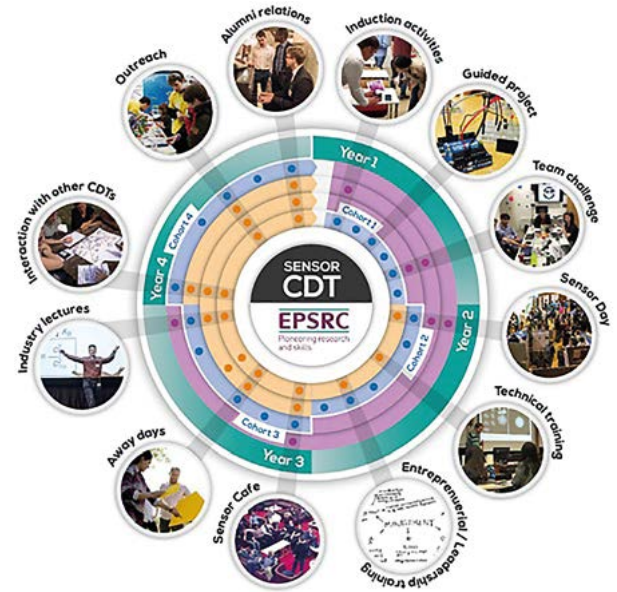 Alumni relations
Induction activities
Guided project
Team challenge
Sensor Day
Technical training
Entreprenuerial / Leadership training
Sensor Cafe
Away days
Industry lectures
Interaction with other CDTs
Outreach
Year 1
Year 2
Year 3
Year 4
Cohort 1
Cohort 2
Cohort 3
Cohort 4
SENSOR
CDT
EPSRC
Pioneering research
and skills
MANAGEMENT